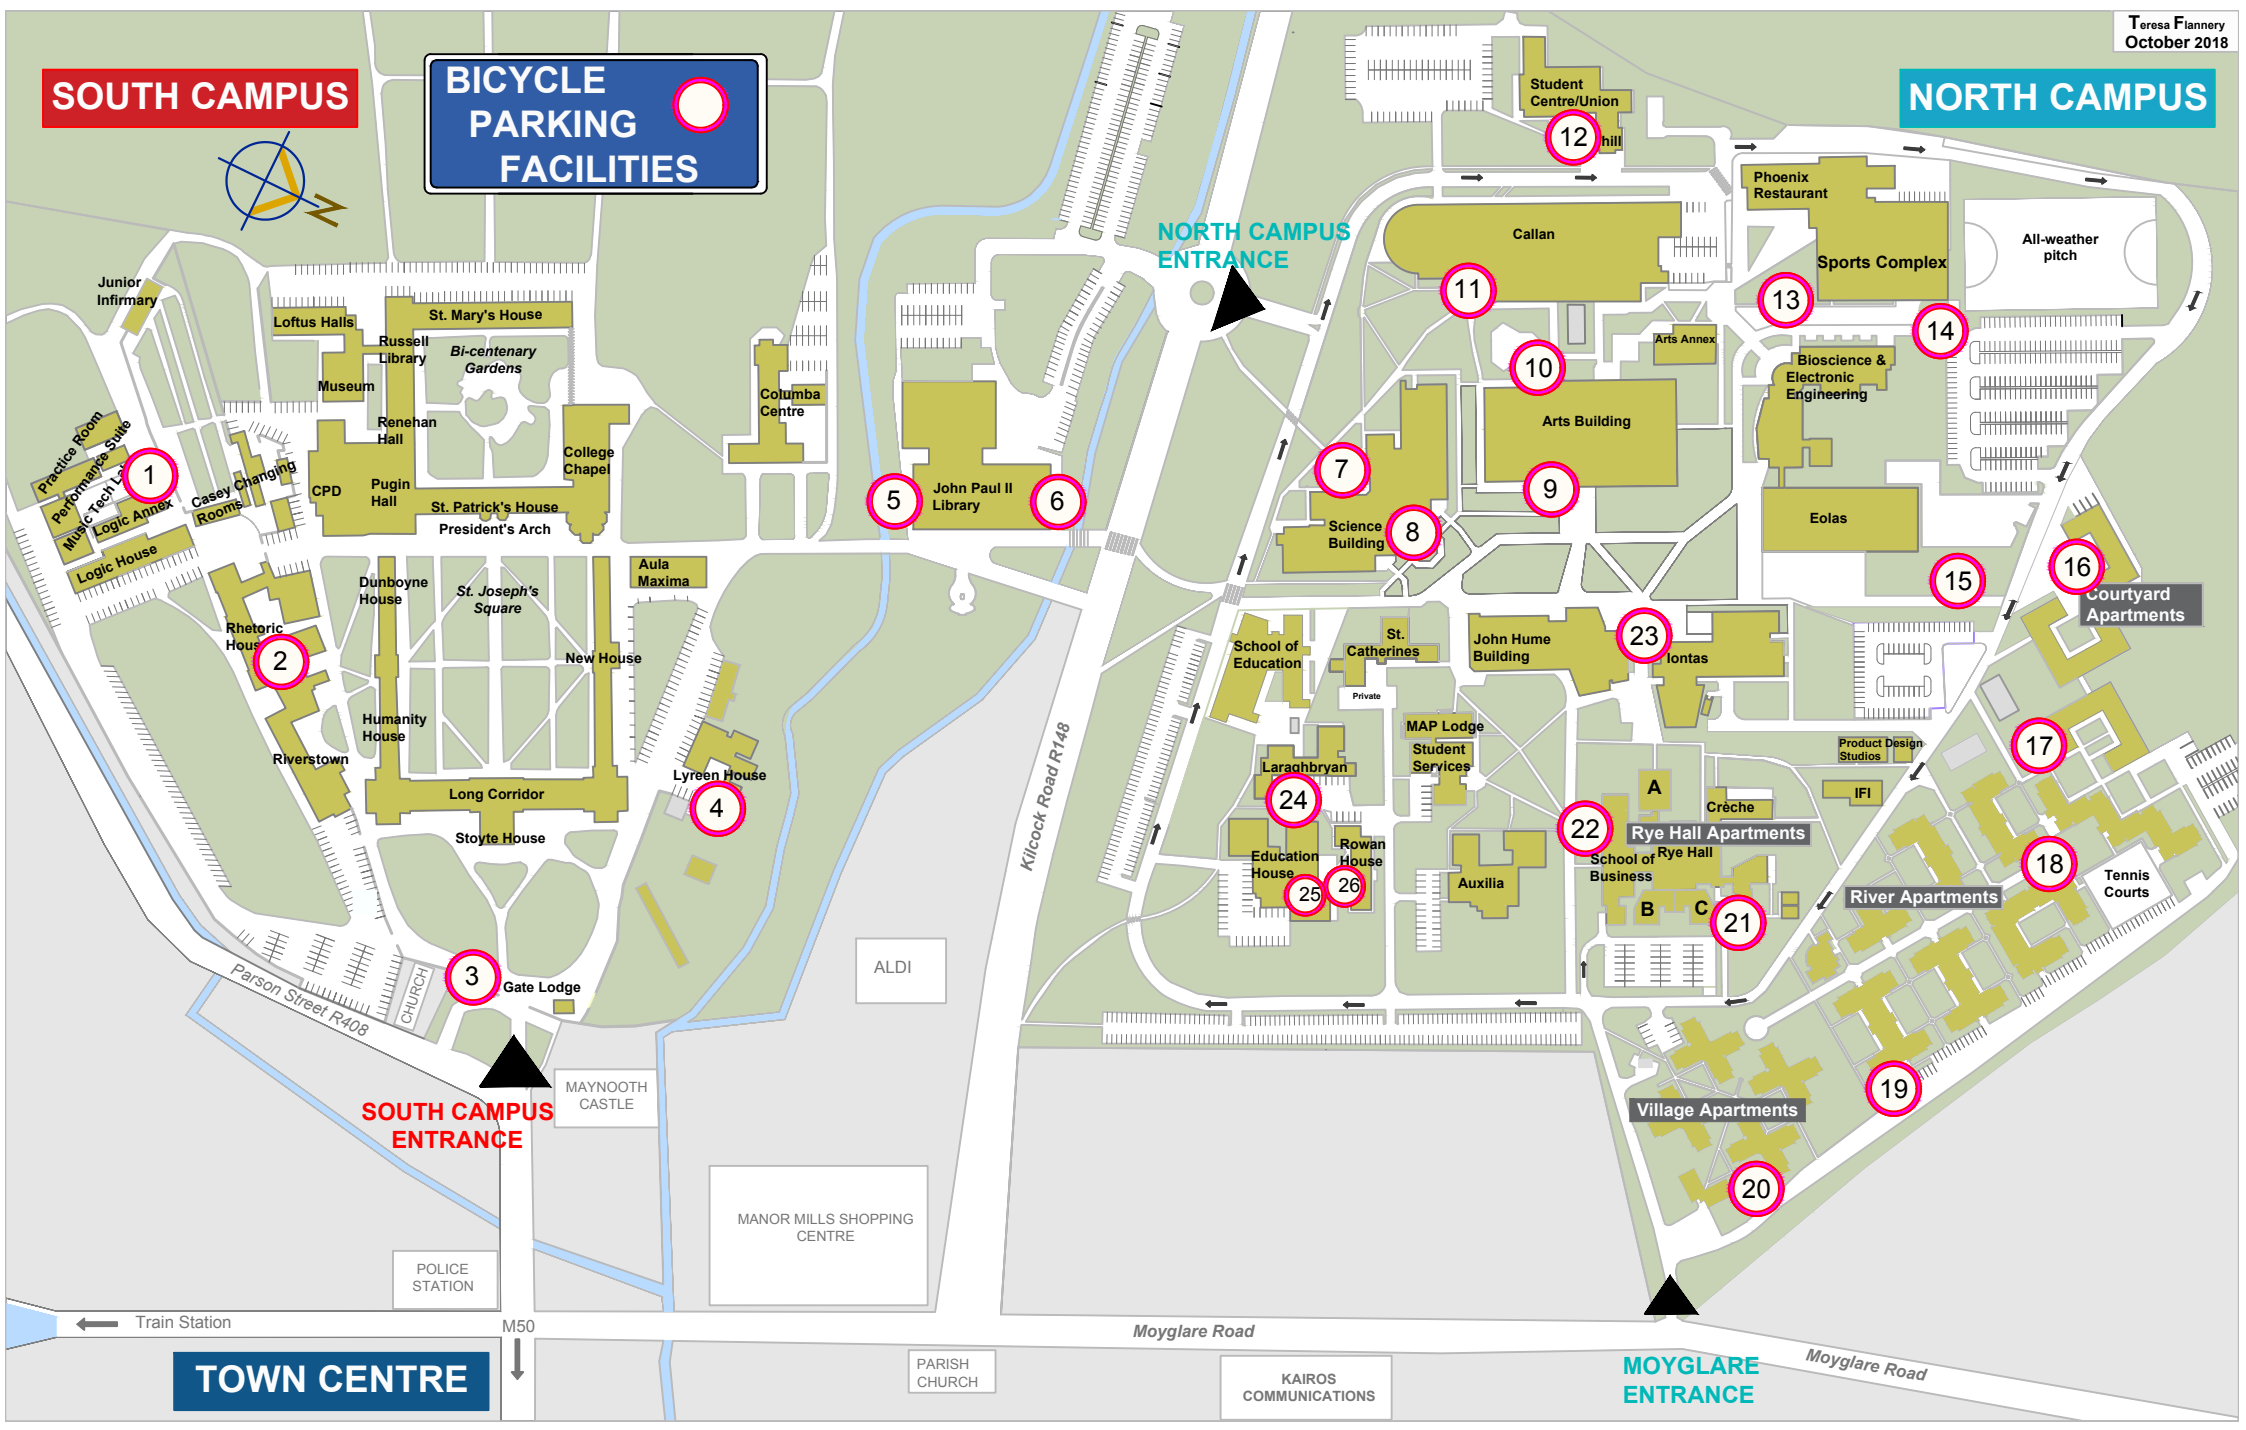 Teresa Flannery
October 2018
SOUTH CAMPUS
BICYCLE
PARKING
FACILITIES
NORTH CAMPUS
N
Student
Centre/Union
12
hill
Phoenix
Restaurant
Callan
Sports Complex
All-weather
pitch
NORTH CAMPUS
ENTRANCE
11
13
14
10
Arts Annex
Bioscience &
Electronic
Engineering
Arts Building
Junior
Infirmary
Loftus Halls
St. Mary's House
Russell
Library
Bi-centenary
Gardens
Museum
Renehan
Hall
Columba
Centre
College
Chapel
Practice Room
Performance Suite
Music Tech
1
Logic Annex
Logic House
Casey Changing
Rooms
CPD
Pugin
Hall
St. Patrick's House
President's Arch
5
John Paul II
Library
6
7
8
9
Science
Building
Eolas
15
16
Courtyard
Apartments
Dunboyne
House
St. Joseph's
Square
Aula
Maxima
Rhetoric
2
New House
Humanity
House
Riverstown
Long Corridor
Stoyte House
Lyreen House
4
School of
Education
St.
Catherines
Private
John Hume
Building
23
Iontas
MAP Lodge
Student
Services
Laraghbryan
24
Education
House
Rowan
House
25
26
Auxilia
22
A
Crèche
Rye Hall Apartments
School of
Business
Rye Hall
B
C
21
Product Design
Studios
IFI
17
18
Tennis
Courts
River Apartments
19
Village Apartments
20
Kilcock Road R148
3
Gate Lodge
CHURCH
Parson Street R408
ALDI
SOUTH CAMPUS
ENTRANCE
MAYNOOTH
CASTLE
MANOR MILLS SHOPPING
CENTRE
POLICE
STATION
Train Station
M50
Moyglare Road
TOWN CENTRE
PARISH
CHURCH
KAIROS
COMMUNICATIONS
MOYGLARE
ENTRANCE
Moyglare Road